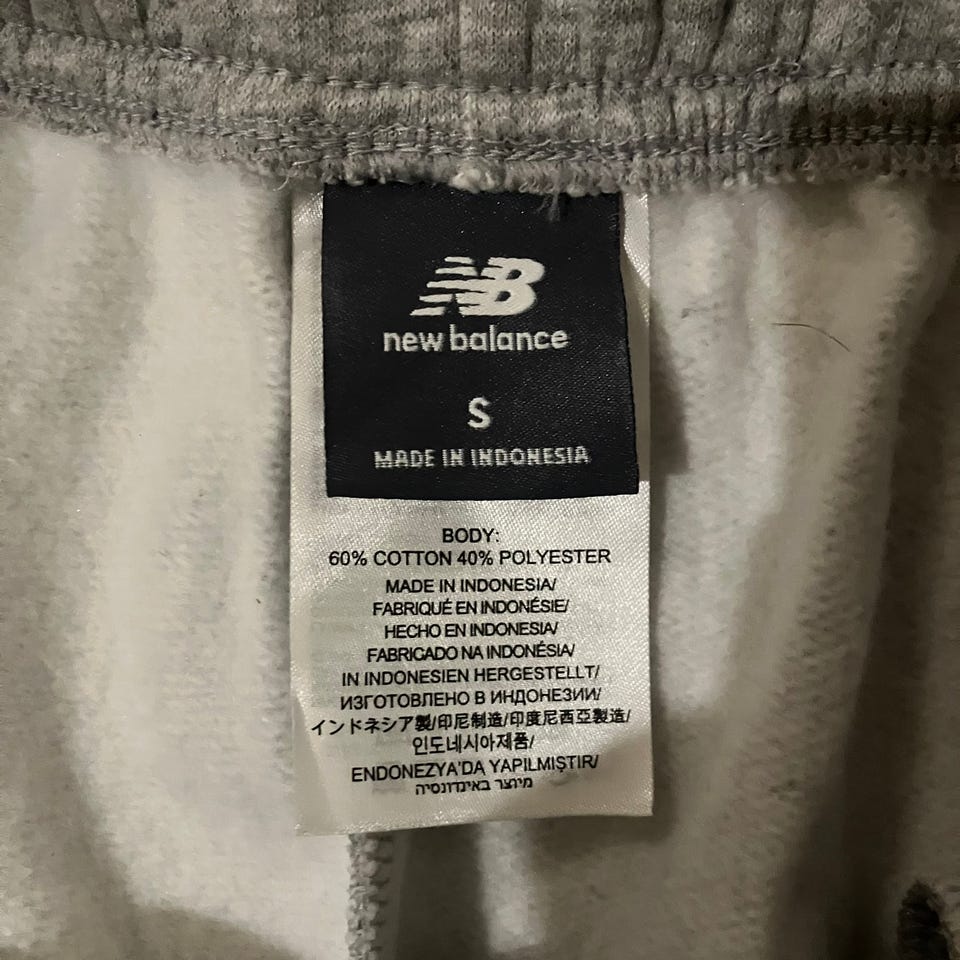 NB
new balance
S
MADE IN INDONESIA
BODY:
60% COTTON 40% POLYESTER
MADE IN INDONESIA/
FABRIQUÉ EN INDONÉSIE/
HECHO EN INDONESIA/
FABRICADO NA INDONÉSIA/
IN INDONESIEN HERGESTELLT/
ИЗГОТОВЛЕНО В ИНДОНЕЗИИ/
インドネシア製/印尼制造/印度尼西亞製造/
인도네시아제품/
ENDONEZYA'DA YAPILMIŞTIR/
מיוצר באינדונסיה